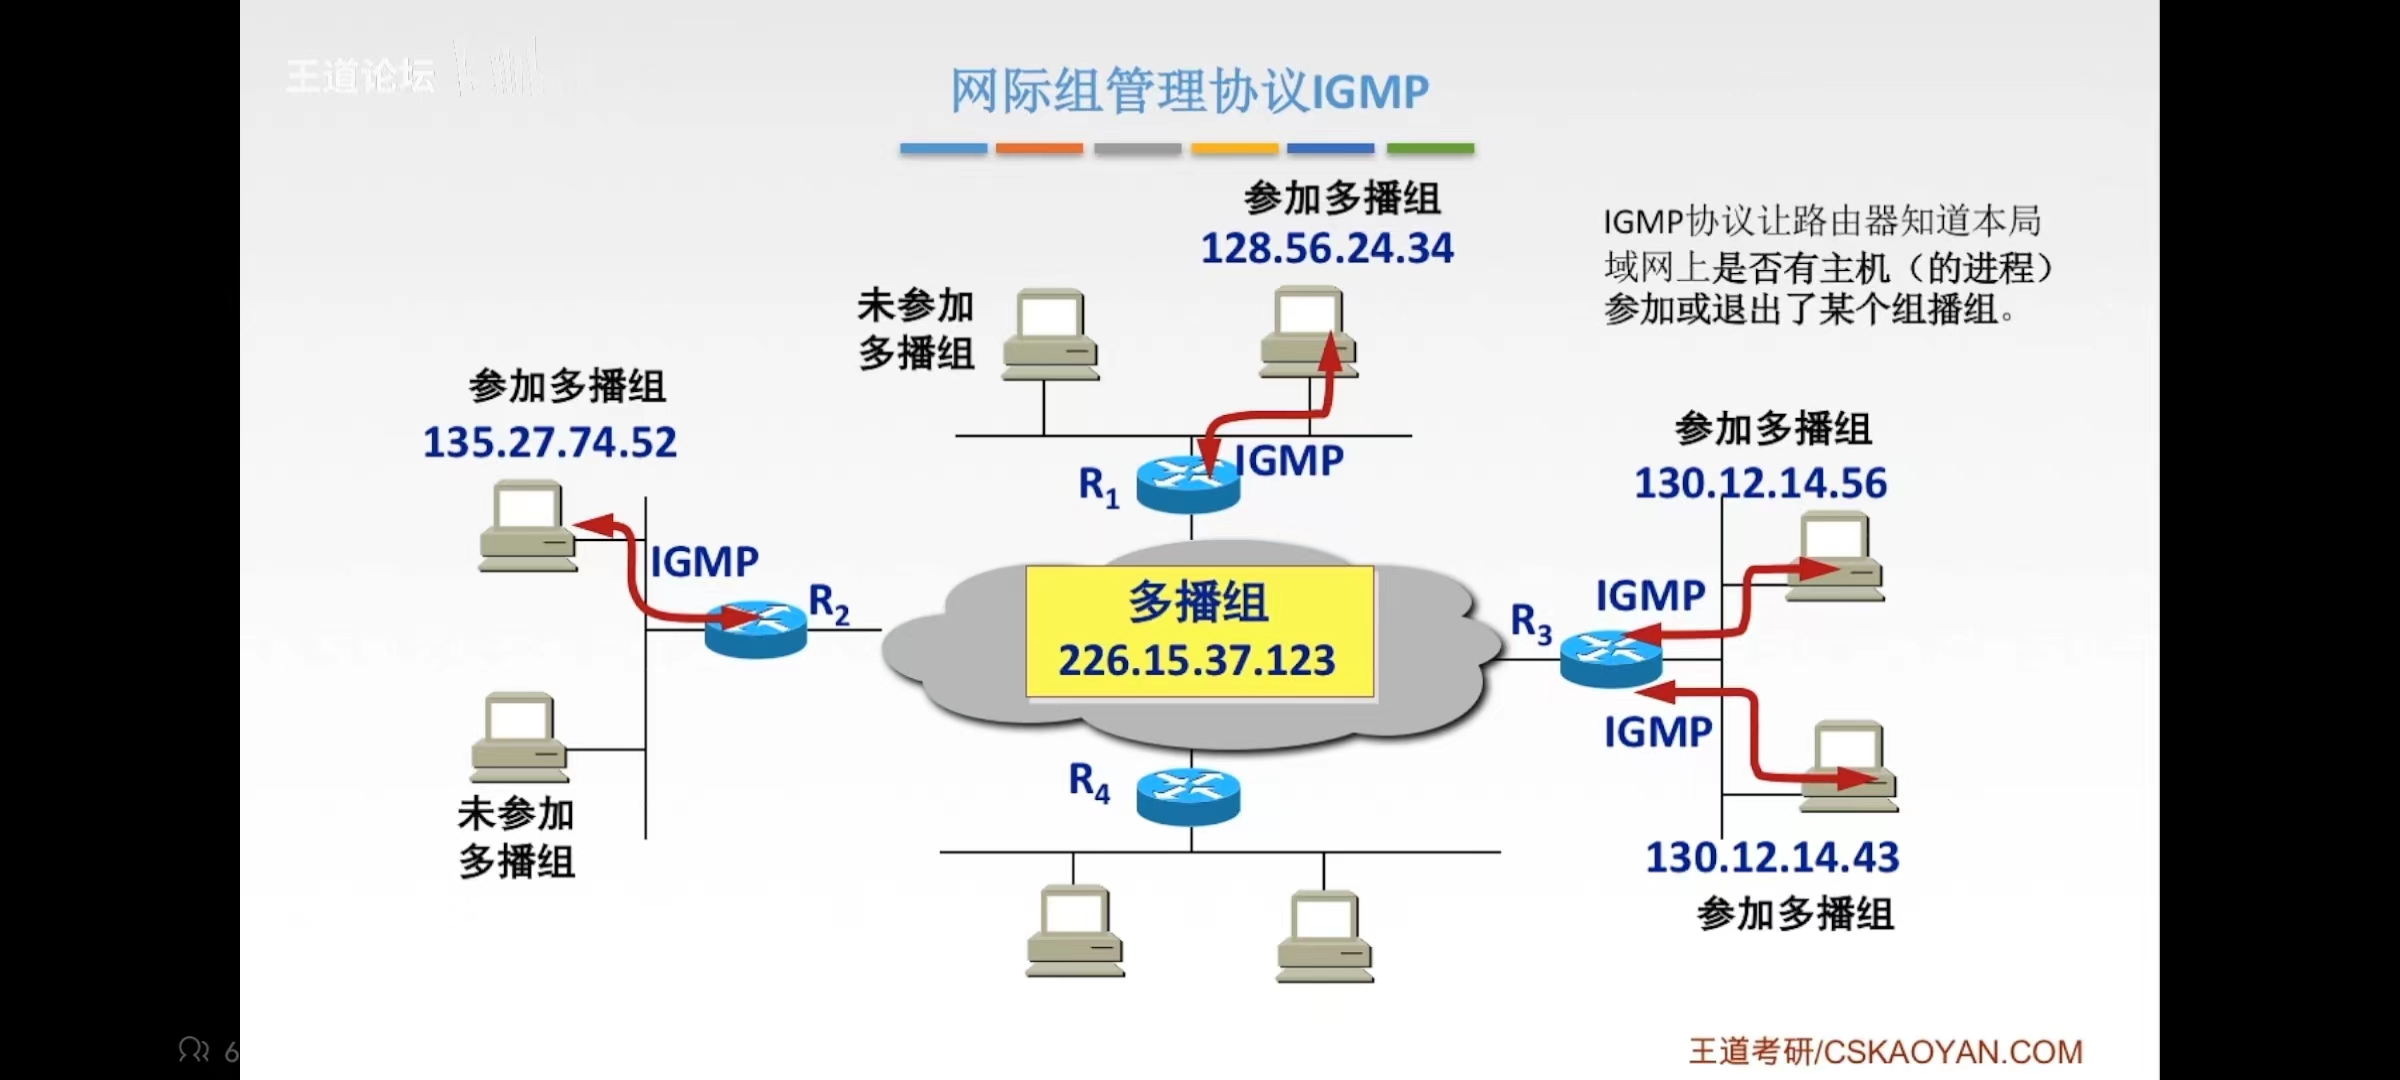 王道论坛
网际组管理协议IGMP
参加多播组
128.56.24.34
IGMP协议让路由器知道本局
域网上是否有主机（的进程）
参加或退出了某个组播组。
未参加
多播组
参加多播组
135.27.74.52
参加多播组
130.12.14.56
R1
IGMP
IGMP
R2
多播组
226.15.37.123
R3
IGMP
IGMP
R4
未参加
多播组
130.12.14.43
参加多播组
6
王道考研/CSKAOYAN.COM